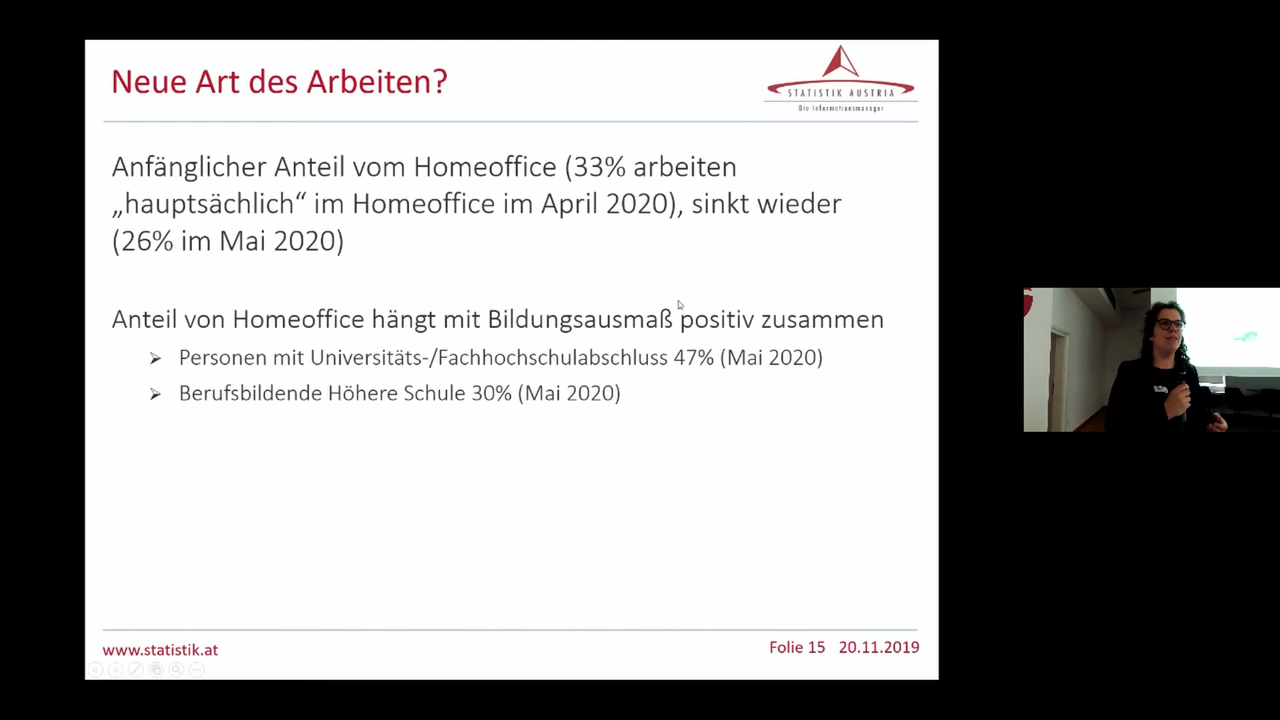 Neue Art des Arbeiten?
STATISTIK AUSTRIA
Die Informationsmanager
Anfänglicher Anteil vom Homeoffice (33% arbeiten
„hauptsächlich“ im Homeoffice im April 2020), sinkt wieder
(26% im Mai 2020)
Anteil von Homeoffice hängt mit Bildungsausmaß positiv zusammen
➢ Personen mit Universitäts-/Fachhochschulabschluss 47% (Mai 2020)
➢ Berufsbildende Höhere Schule 30% (Mai 2020)
www.statistik.at
Folie 15 20.11.2019